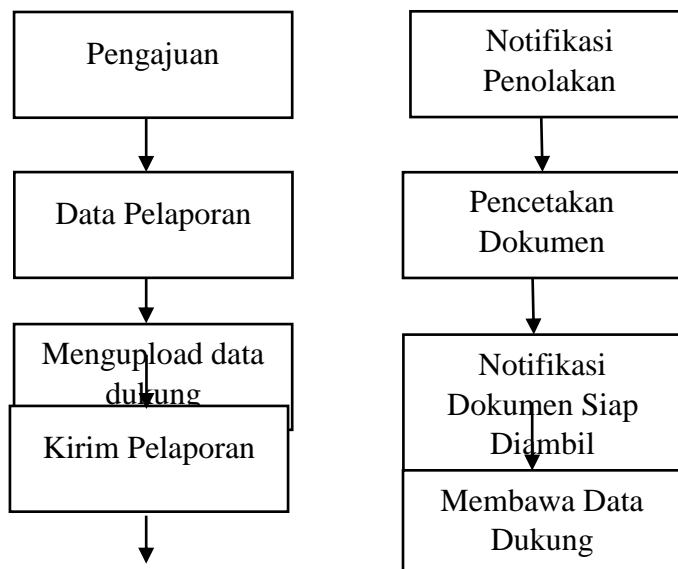 Pengajuan
Data Pelaporan
Mengupload data
dukung
Kirim Pelaporan
Notifikasi
Penolakan
Pencetakan
Dokumen
Notifikasi
Dokumen Siap
Diambil
Membawa Data
Dukung